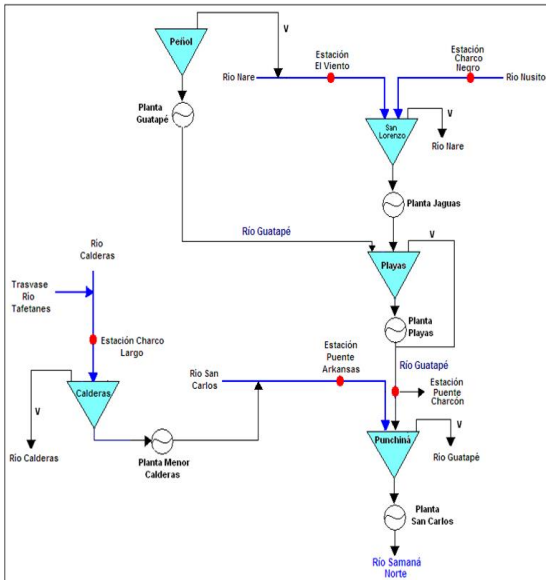 Peñol
V
Estación
El Viento
Estación
Charco
Negro
Río Nare
Río Nusito
Planta
Guatapé
San
Lorenzo
V
Río Nare
Planta Jaguas
Río Guatapé
V
Río
Calderas
Playas
Trasvase
Río
Tafetanes
Planta
Playas
Estación Charco
Largo
Estación
Puente
Arkansas
Río Guatapé
Río San
Carlos
Estación
Puente
Charcón
Calderas
V
Punchiná
V
Río Calderas
Planta Menor
Calderas
Río Guatapé
Planta
San Carlos
Río Samaná
Norte